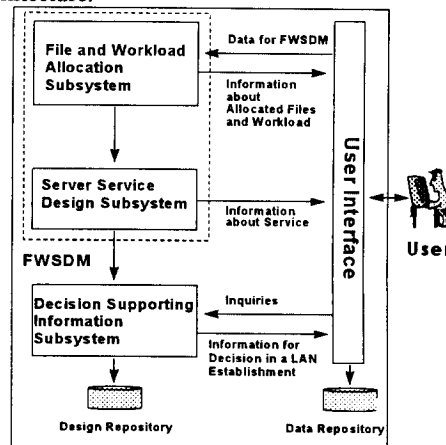 File and Workload
Allocation
Subsystem
Data for FWSDM
Information
about
Allocated Files
and Workload
Server Service
Design Subsystem
Information
about Service
User Interface
User
FWSDM
Decision Supporting
Information
Subsystem
Inquiries
Information for
Decision in a LAN
Establishment
Design Repository
Data Repository